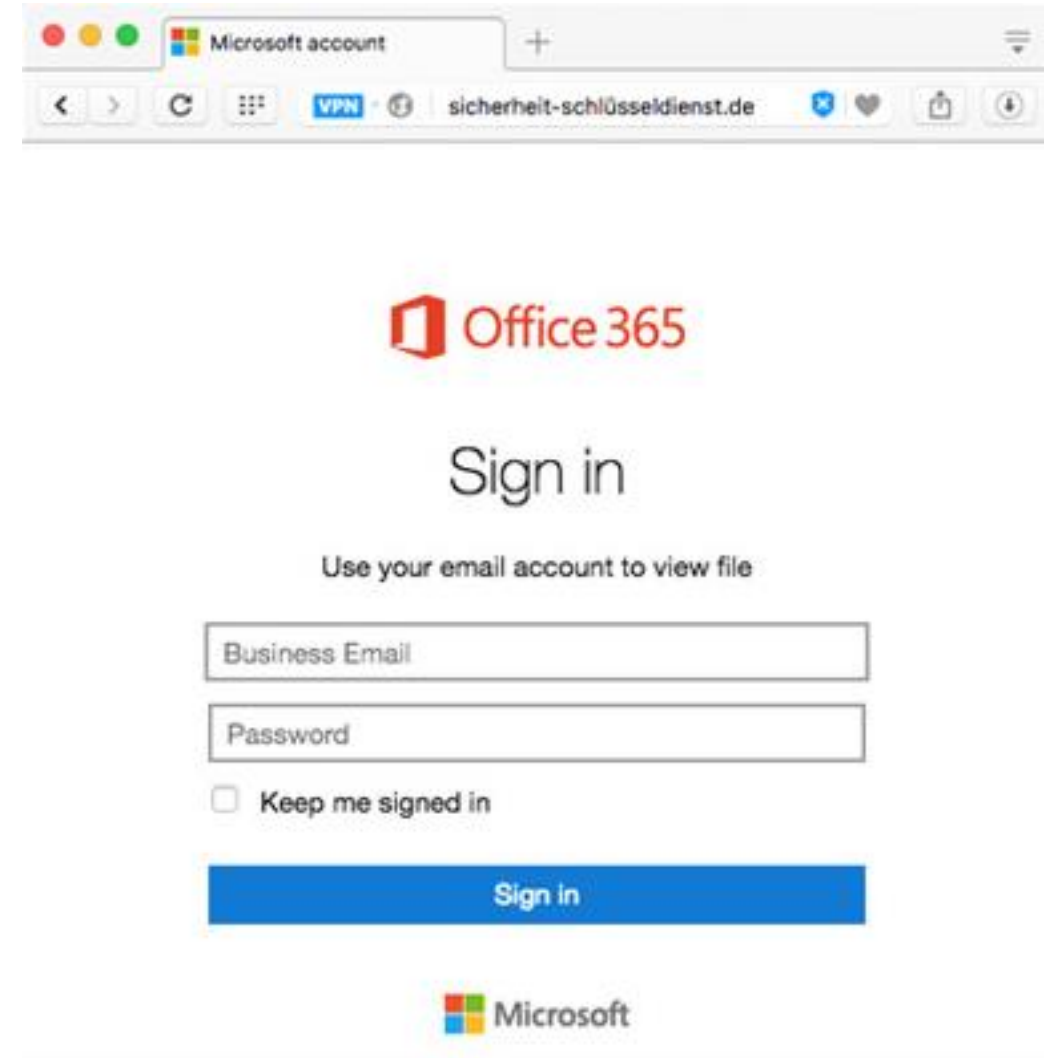 Microsoft account
VPN sicherheit-schlüsseldienst.de
Office 365
Sign in
Use your email account to view file
Business Email
Password
Keep me signed in
Sign in
Microsoft